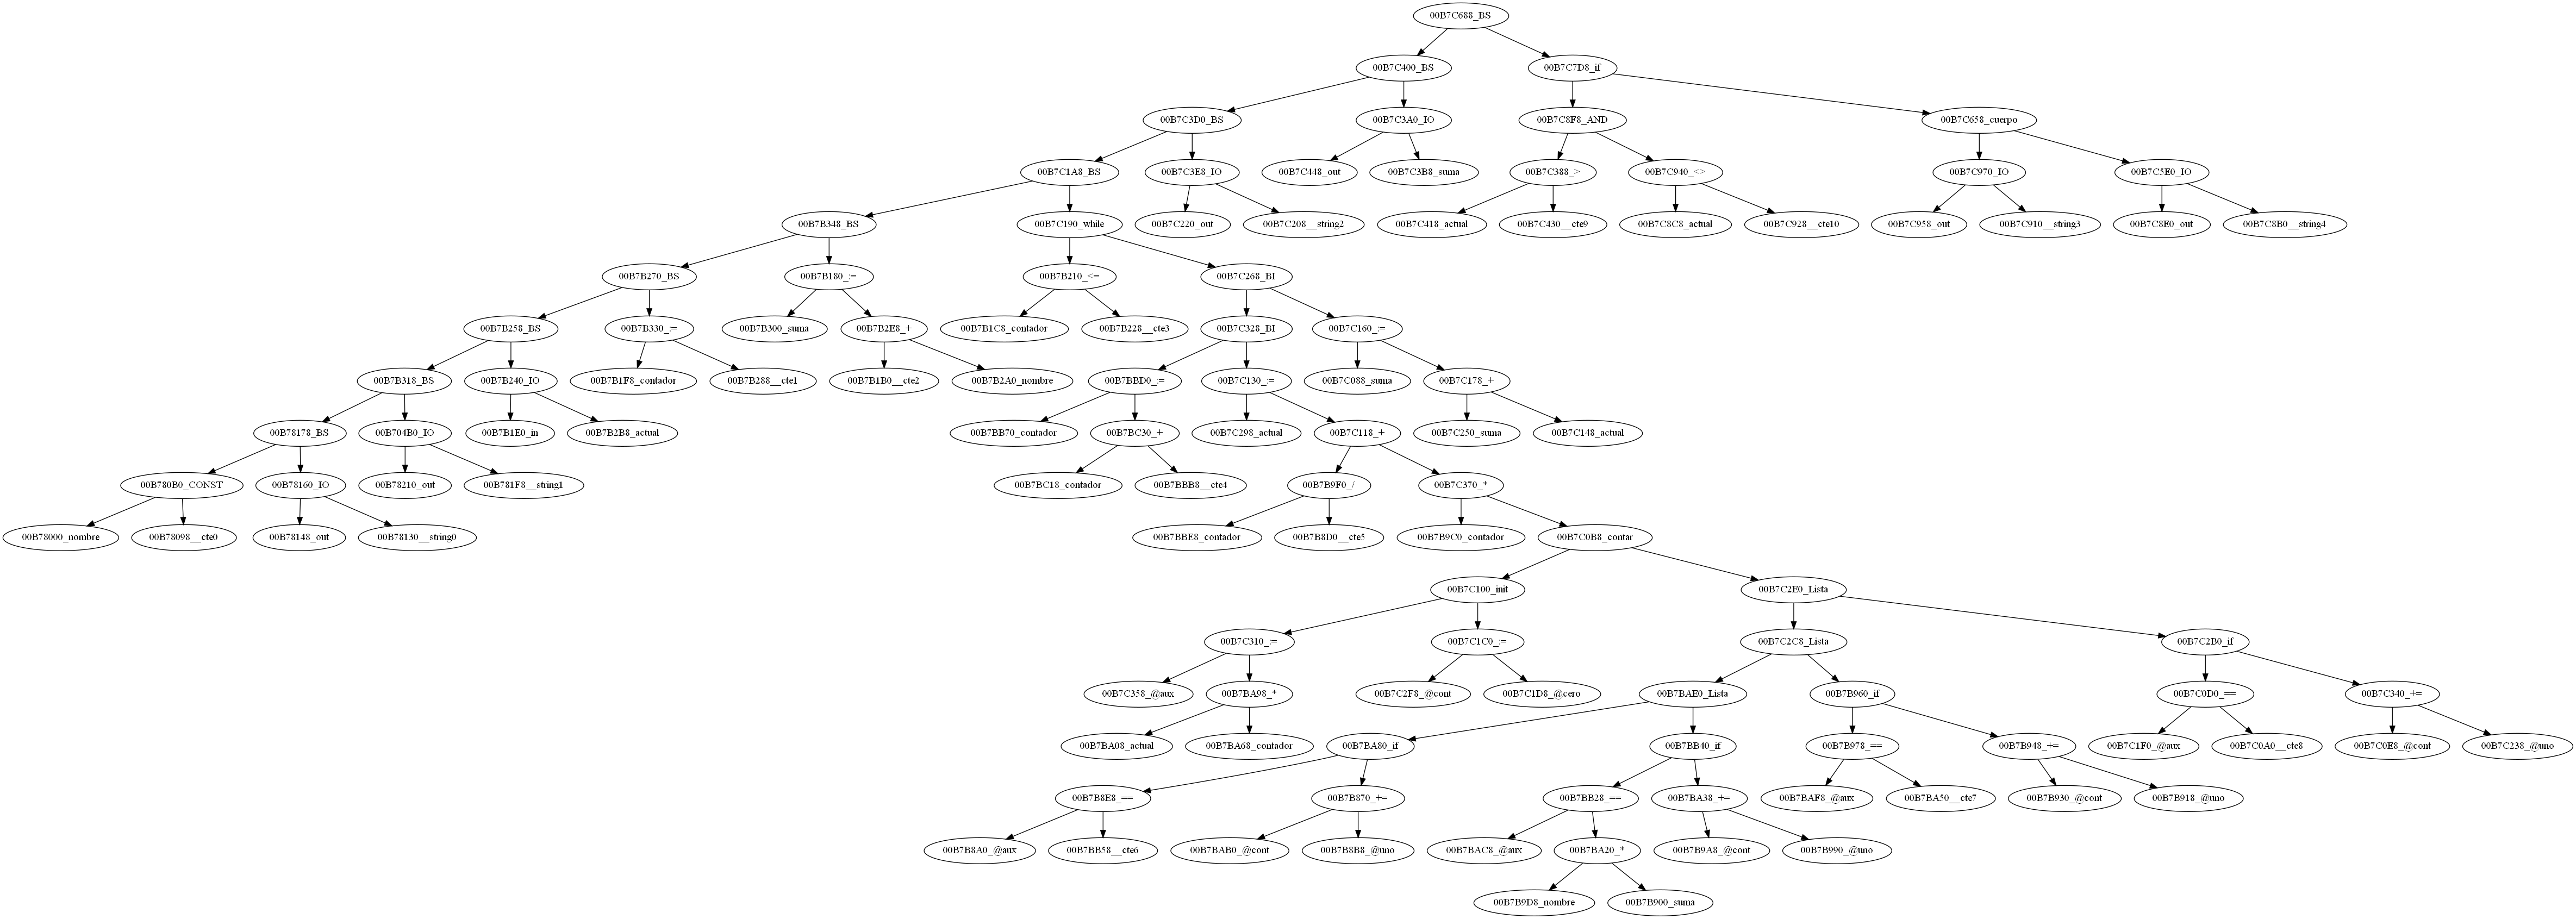 00B7C688_BS
00B7C400_BS 00B7C7D8_if
00B7C3D0_BS 00B7C3A0_IO 00B7C8F8_AND 00B7C658_cuerpo
00B7C1A8_BS 00B7C3E8_IO 00B7C448_out 00B7C3B8_suma 00B7C388_> 00B7C940_<> 00B7C970_IO 00B7C5E0_IO
00B7B348_BS 00B7C190_while 00B7C220_out 00B7C208__string2 00B7C418_actual 00B7C430__cte9 00B7C8C8_actual 00B7C928__cte10 00B7C958_out 00B7C910__string3 00B7C8E0_out 00B7C8B0__string4
00B7B270_BS 00B7B180_:= 00B7B210_<= 00B7C268_BI
00B7B258_BS 00B7B330_:= 00B7B300_suma 00B7B2E8_+ 00B7B1C8_contador 00B7B228__cte3 00B7C328_BI 00B7C160_:=
00B7B318_BS 00B7B240_IO 00B7B1F8_contador 00B7B288__cte1 00B7B1B0__cte2 00B7B2A0_nombre 00B7BBD0_:= 00B7C130_:= 00B7C088_suma 00B7C178_+
00B78178_BS 00B704B0_IO 00B7B1E0_in 00B7B2B8_actual 00B7BB70_contador 00B7BC30_+ 00B7C298_actual 00B7C118_+ 00B7C250_suma 00B7C148_actual
00B780B0_CONST 00B78160_IO 00B78210_out 00B781F8__string1 00B7BC18_contador 00B7BBB8__cte4 00B7B9F0_/ 00B7C370_*
00B78000_nombre 00B78098__cte0 00B78148_out 00B78130__string0 00B7BBE8_contador 00B7B8D0__cte5 00B7B9C0_contador 00B7C0B8_contar
00B7C100_init 00B7C2E0_Lista
00B7C310_:= 00B7C1C0_:= 00B7C2C8_Lista 00B7C2B0_if
00B7C358_@aux 00B7BA98_* 00B7C2F8_@cont 00B7C1D8_@cero 00B7BAE0_Lista 00B7B960_if 00B7C0D0_== 00B7C340_+=
00B7BA08_actual 00B7BA68_contador 00B7BA80_if 00B7BB40_if 00B7B978_== 00B7B948_+= 00B7C1F0_@aux 00B7C0A0__cte8 00B7C0E8_@cont 00B7C238_@uno
00B7B8E8_== 00B7B870_+= 00B7BB28_== 00B7BA38_+= 00B7BAF8_@aux 00B7BA50__cte7 00B7B930_@cont 00B7B918_@uno
00B7B8A0_@aux 00B7BB58__cte6 00B7BAB0_@cont 00B7B8B8_@uno 00B7BAC8_@aux 00B7BA20_* 00B7B9A8_@cont 00B7B990_@uno
00B7B9D8_nombre 00B7B900_suma